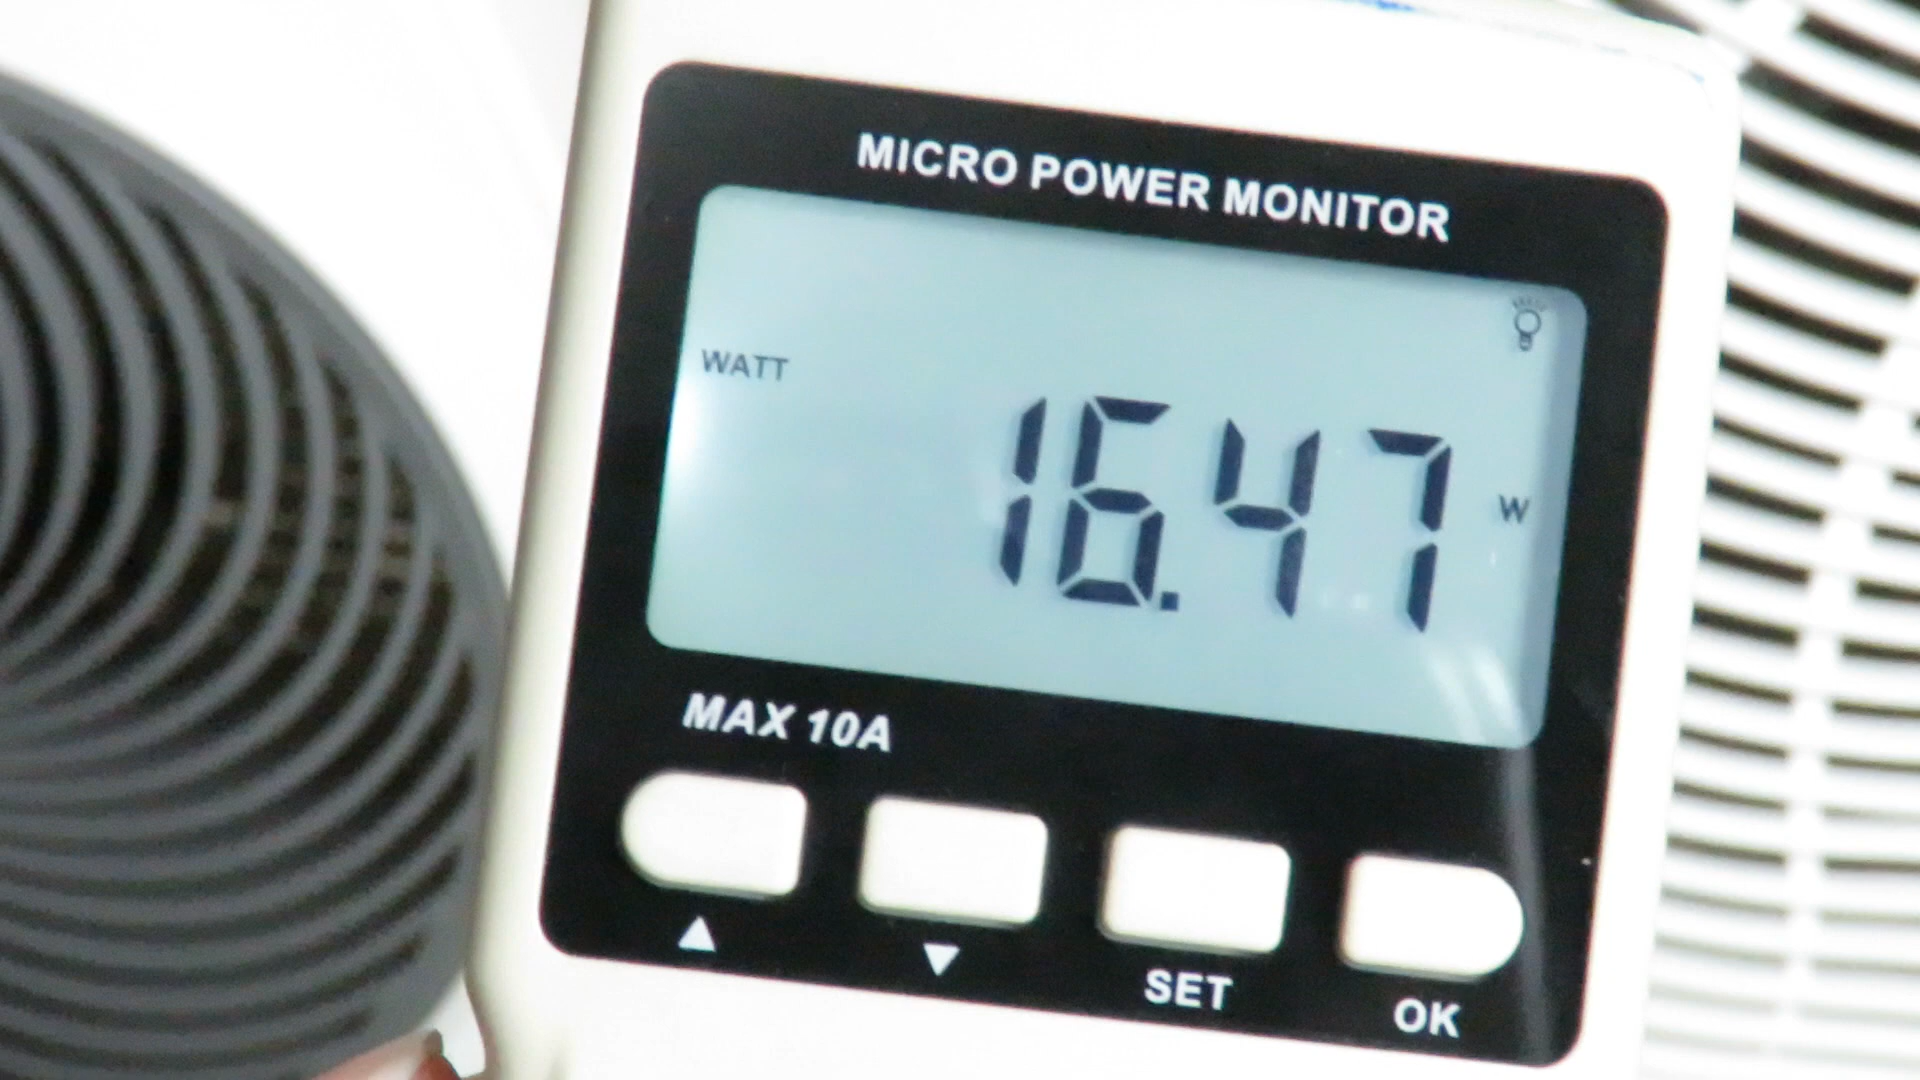 MICRO POWER MONITOR
WATT
16.47 W
MAX 10A
▲ ▼ SET OK